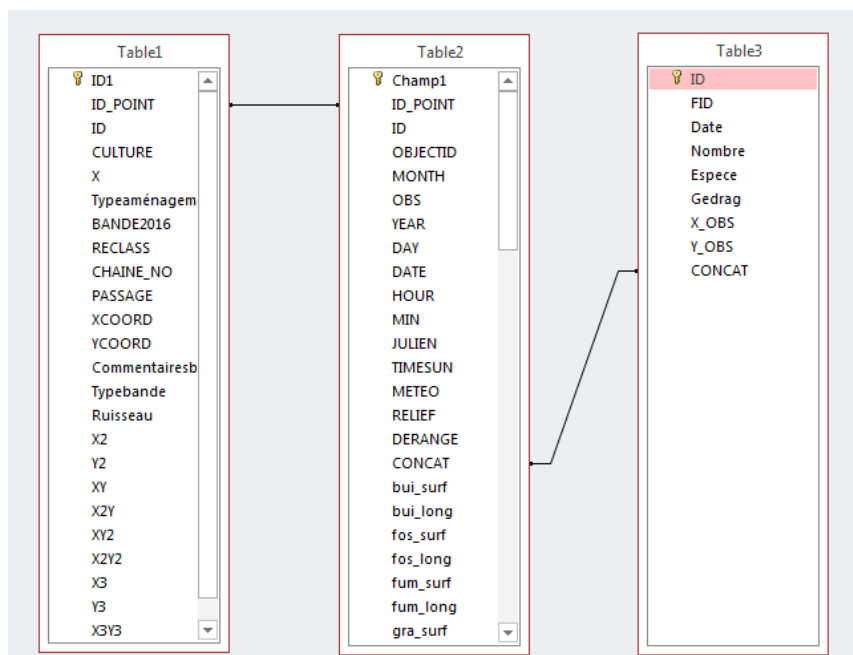 Table1
ID1
ID_POINT
ID
CULTURE
X
Typeaménagem
BANDE2016
RECLASS
CHAINE_NO
PASSAGE
XCOORD
YCOORD
Commentairesb
Typebande
Ruisseau
X2
Y2
XY
X2Y
XY2
X2Y2
X3
Y3
X3Y3
Table2
Champ1
ID_POINT
ID
OBJECTID
MONTH
OBS
YEAR
DAY
DATE
HOUR
MIN
JULIEN
TIMESUN
METEO
RELIEF
DERANGE
CONCAT
bui_surf
bui_long
fos_surf
fos_long
fum_surf
fum_long
gra_surf
Table3
ID
FID
Date
Nombre
Espece
Gedrag
X_OBS
Y_OBS
CONCAT